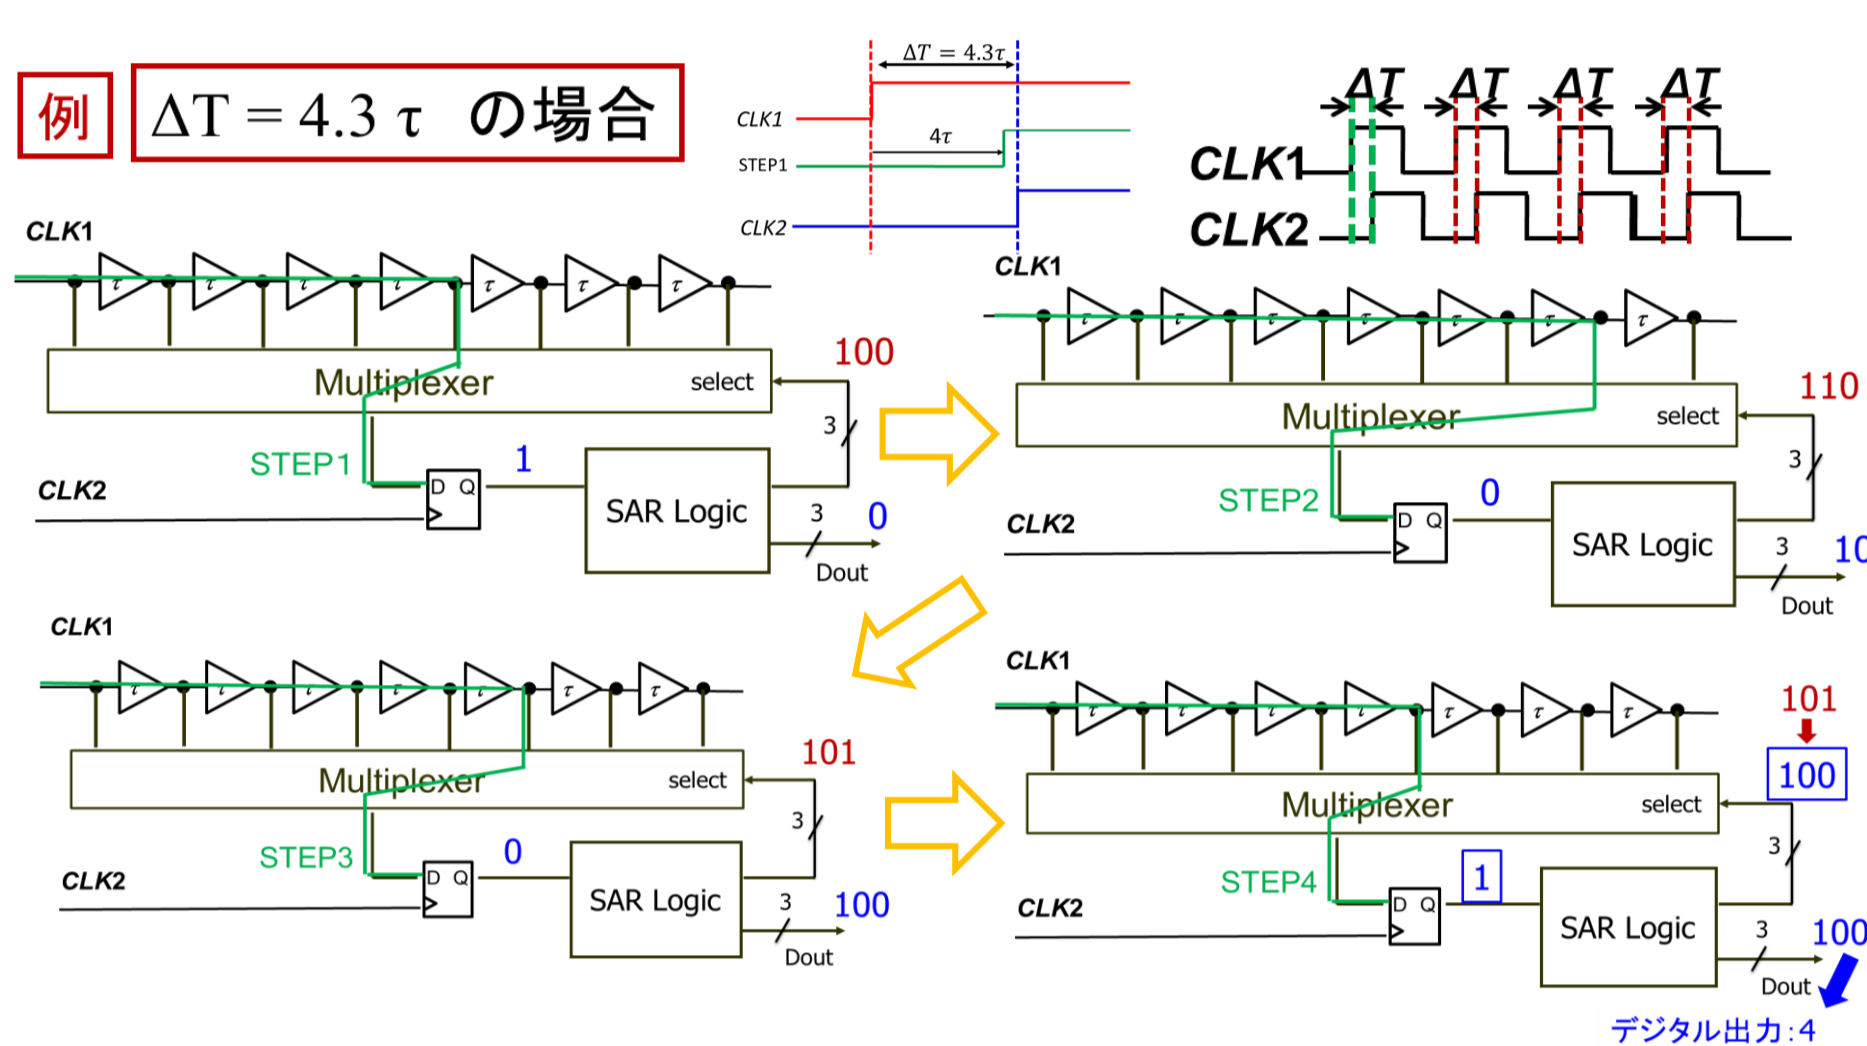 例
ΔT = 4.3 τ の場合
ΔT = 4.3τ
CLK1
4τ
STEP1
CLK2
ΔT ΔT ΔT ΔT
CLK1
CLK2
CLK1
τ τ τ τ τ τ τ
Multiplexer
select
100
3
STEP1
1
D Q
CLK2
SAR Logic
3
0
Dout
CLK1
τ τ τ τ τ τ τ
Multiplexer
select
110
3
STEP2
0
D Q
CLK2
SAR Logic
3
10
Dout
CLK1
τ τ τ τ τ τ τ
Multiplexer
select
101
3
STEP3
0
D Q
CLK2
SAR Logic
3
100
Dout
CLK1
τ τ τ τ τ τ τ
Multiplexer
select
101
100
3
STEP4
1
D Q
CLK2
SAR Logic
3
100
Dout
デジタル出力:4